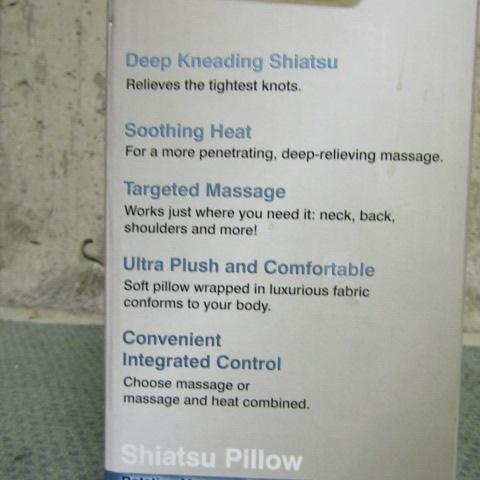 Deep Kneading Shiatsu
Relieves the tightest knots.
Soothing Heat
For a more penetrating, deep-relieving massage.
Targeted Massage
Works just where you need it: neck, back,
shoulders and more!
Ultra Plush and Comfortable
Soft pillow wrapped in luxurious fabric
conforms to your body.
Convenient
Integrated Control
Choose massage or
massage and heat combined.
Shiatsu Pillow